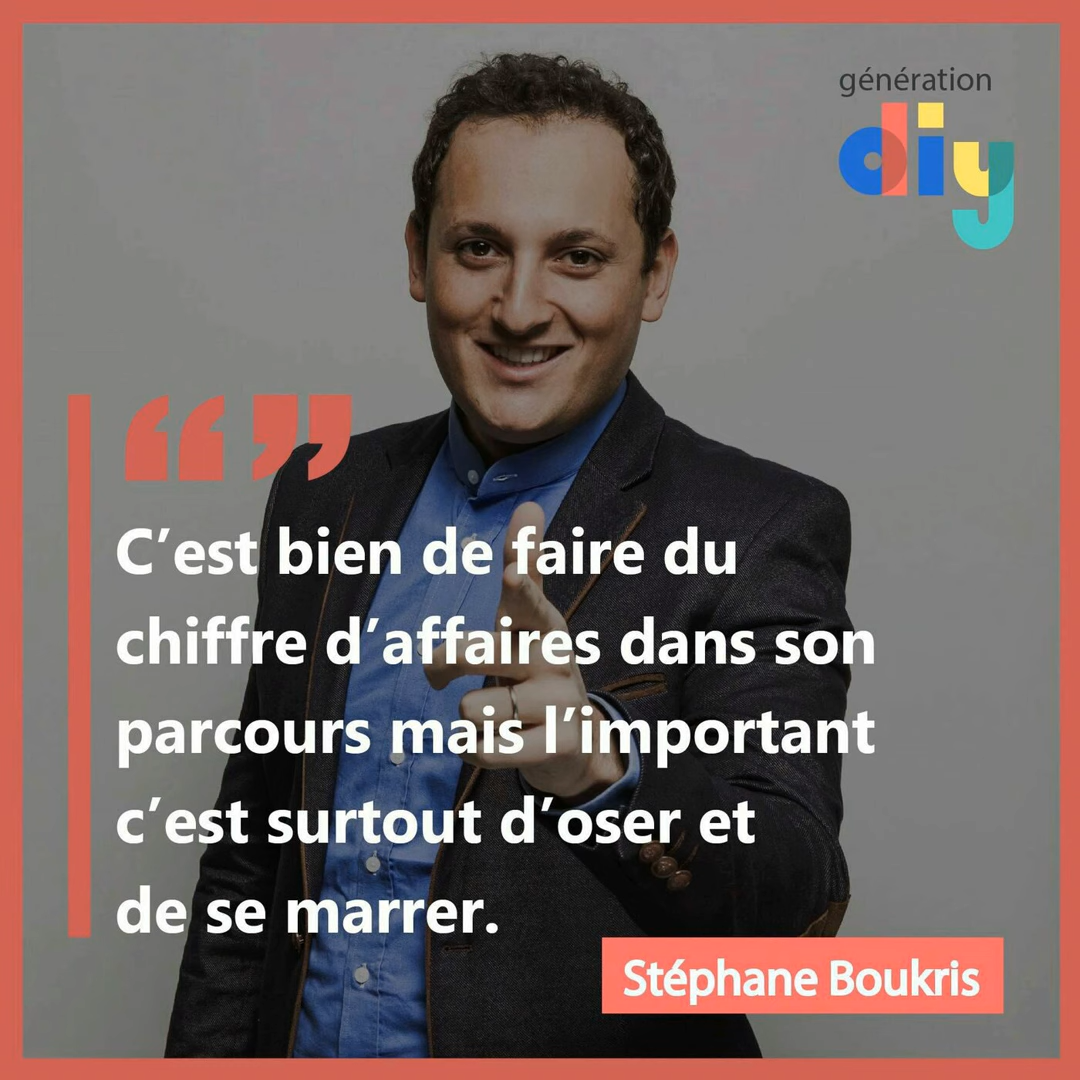 génération
diy
C’est bien de faire du
chiffre d’affaires dans son
parcours mais l’important
c’est surtout d’oser et
de se marrer.
Stéphane Boukris